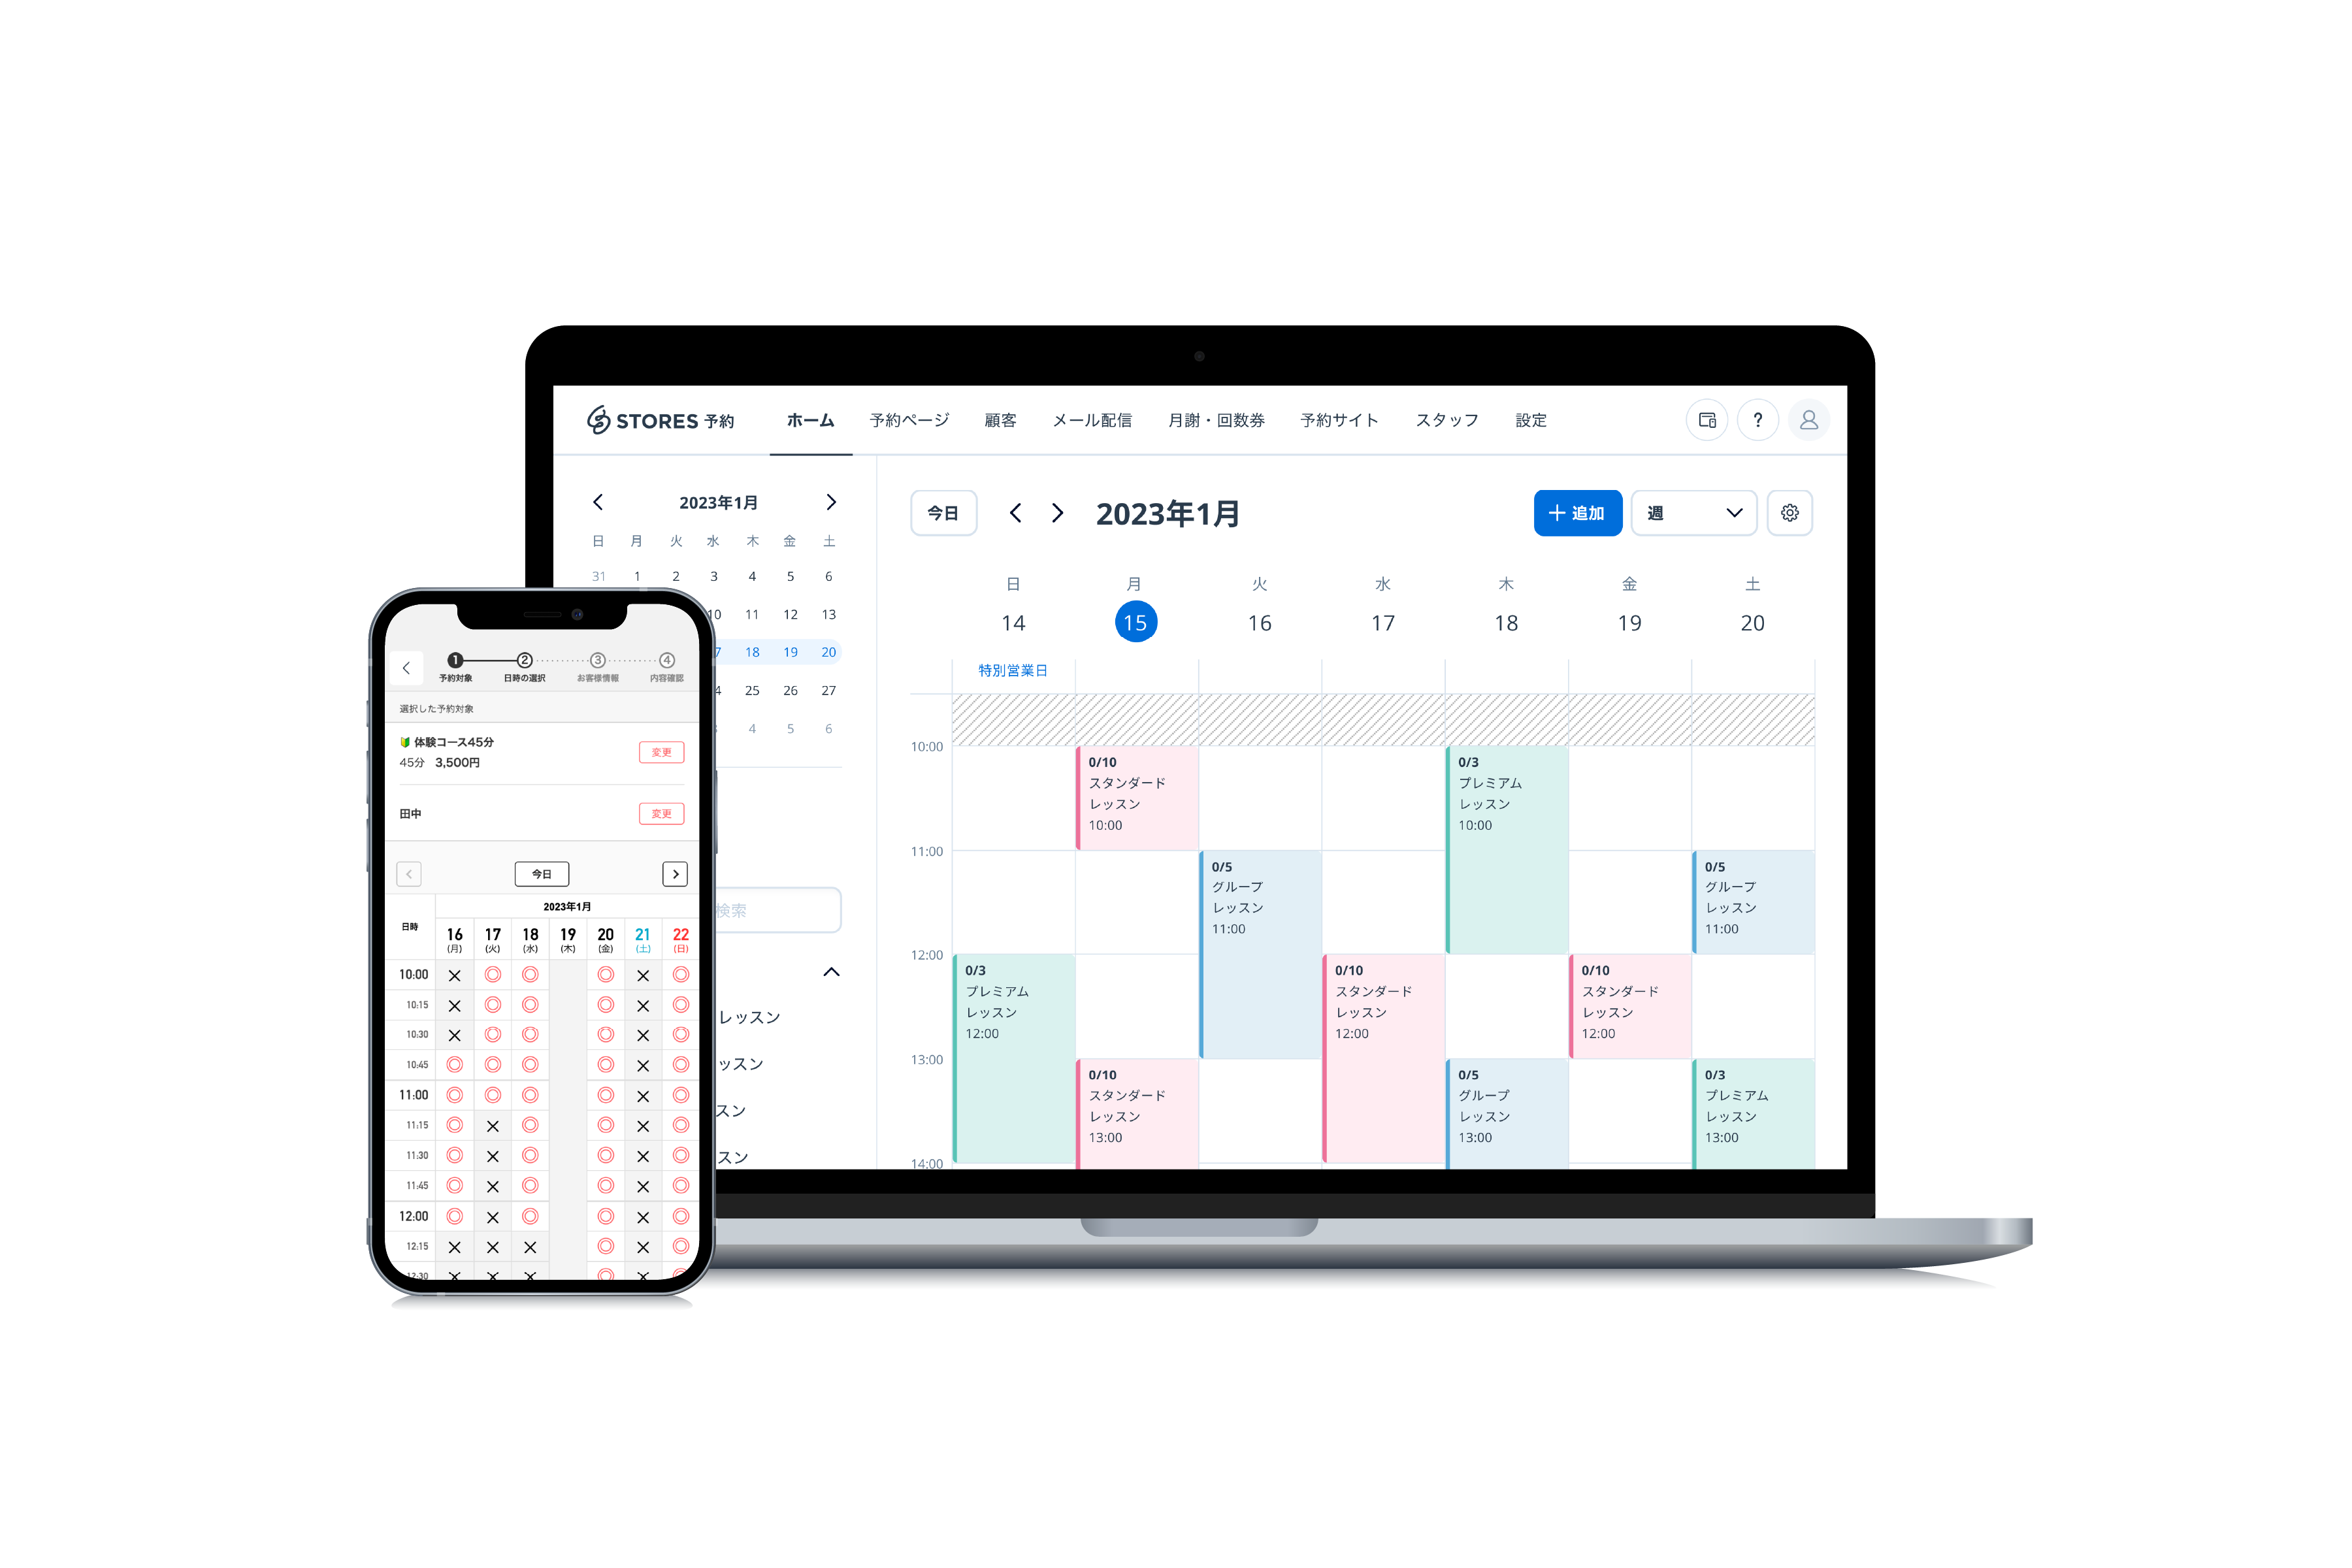 STORES 予約
ホーム
予約ページ
顧客
メール配信
月謝・回数券
予約サイト
スタッフ
設定
?
2023年1月
日 月 火 水 木 金 土
31 1 2 3 4 5 6
10 11 12 13
18 19 20
25 26 27
4 5 6
検索
レッスン
ッスン
スン
スン
今日
2023年1月
追加
週
日 月 火 水 木 金 土
14 15 16 17 18 19 20
特別営業日
10:00
11:00
12:00
13:00
14:00
0/3
プレミアム
レッスン
12:00
0/10
スタンダード
レッスン
10:00
0/10
スタンダード
レッスン
13:00
0/5
グループ
レッスン
11:00
0/10
スタンダード
レッスン
12:00
0/3
プレミアム
レッスン
10:00
0/5
グループ
レッスン
13:00
0/10
スタンダード
レッスン
12:00
0/5
グループ
レッスン
11:00
0/3
プレミアム
レッスン
13:00
1 2 3 4
予約対象 日時の選択 お客様情報 内容確認
選択した予約対象
体験コース45分
45分 3,500円
変更
田中
変更
今日
2023年1月
日時
16 17 18 19 20 21 22
(月) (火) (水) (木) (金) (土) (日)
10:00 × ◎ ◎ ◎ × ◎
10:15 × ◎ ◎ ◎ × ◎
10:30 × ◎ ◎ ◎ × ◎
10:45 ◎ ◎ ◎ ◎ × ◎
11:00 ◎ ◎ ◎ ◎ × ◎
11:15 ◎ × ◎ ◎ × ◎
11:30 ◎ × ◎ ◎ × ◎
11:45 ◎ × ◎ ◎ × ◎
12:00 ◎ × ◎ ◎ × ◎
12:15 × × × ◎ × ◎
12:30 × × × ◎ × ◎